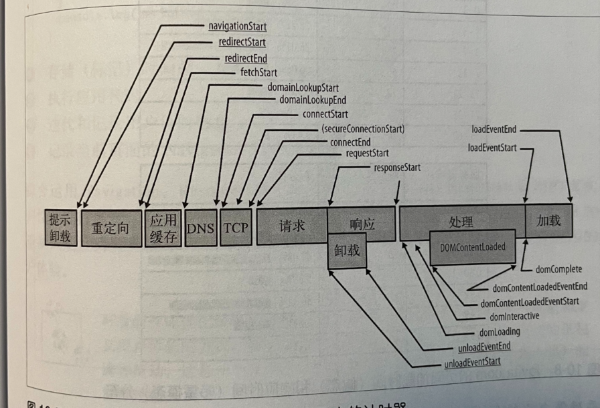 navigationStart
redirectStart
redirectEnd
fetchStart
domainLookupStart
domainLookupEnd
connectStart
(secureConnectionStart)
connectEnd
requestStart
responseStart
loadEventEnd
loadEventStart
提示
卸载
重定向
应用
缓存
DNS
TCP
请求
响应
卸载
处理
DOMContentLoaded
加载
domComplete
domContentLoadedEventEnd
domContentLoadedEventStart
domInteractive
domLoading
unloadEventEnd
unloadEventStart